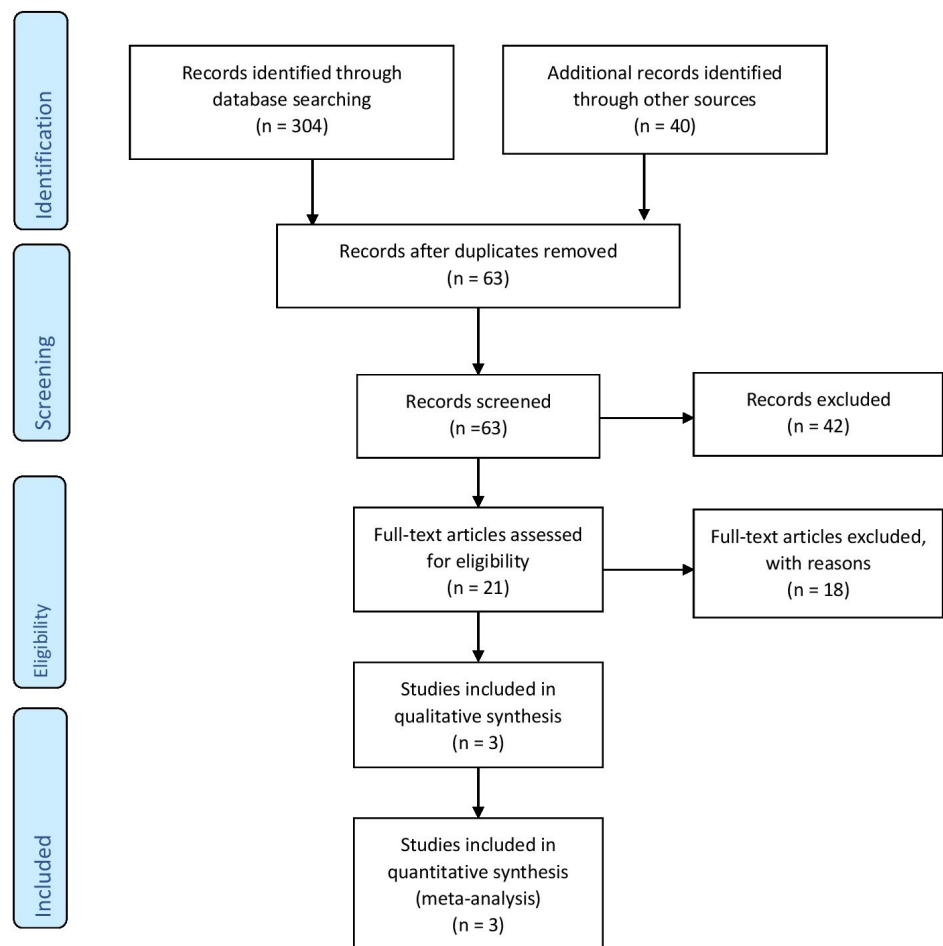 Identification
Records identified through
database searching
(n = 304)
Additional records identified
through other sources
(n = 40)
Records after duplicates removed
(n = 63)
Screening
Records screened
(n =63)
Records excluded
(n = 42)
Eligibility
Full-text articles assessed
for eligibility
(n = 21)
Full-text articles excluded,
with reasons
(n = 18)
Studies included in
qualitative synthesis
(n = 3)
Included
Studies included in
quantitative synthesis
(meta-analysis)
(n = 3)